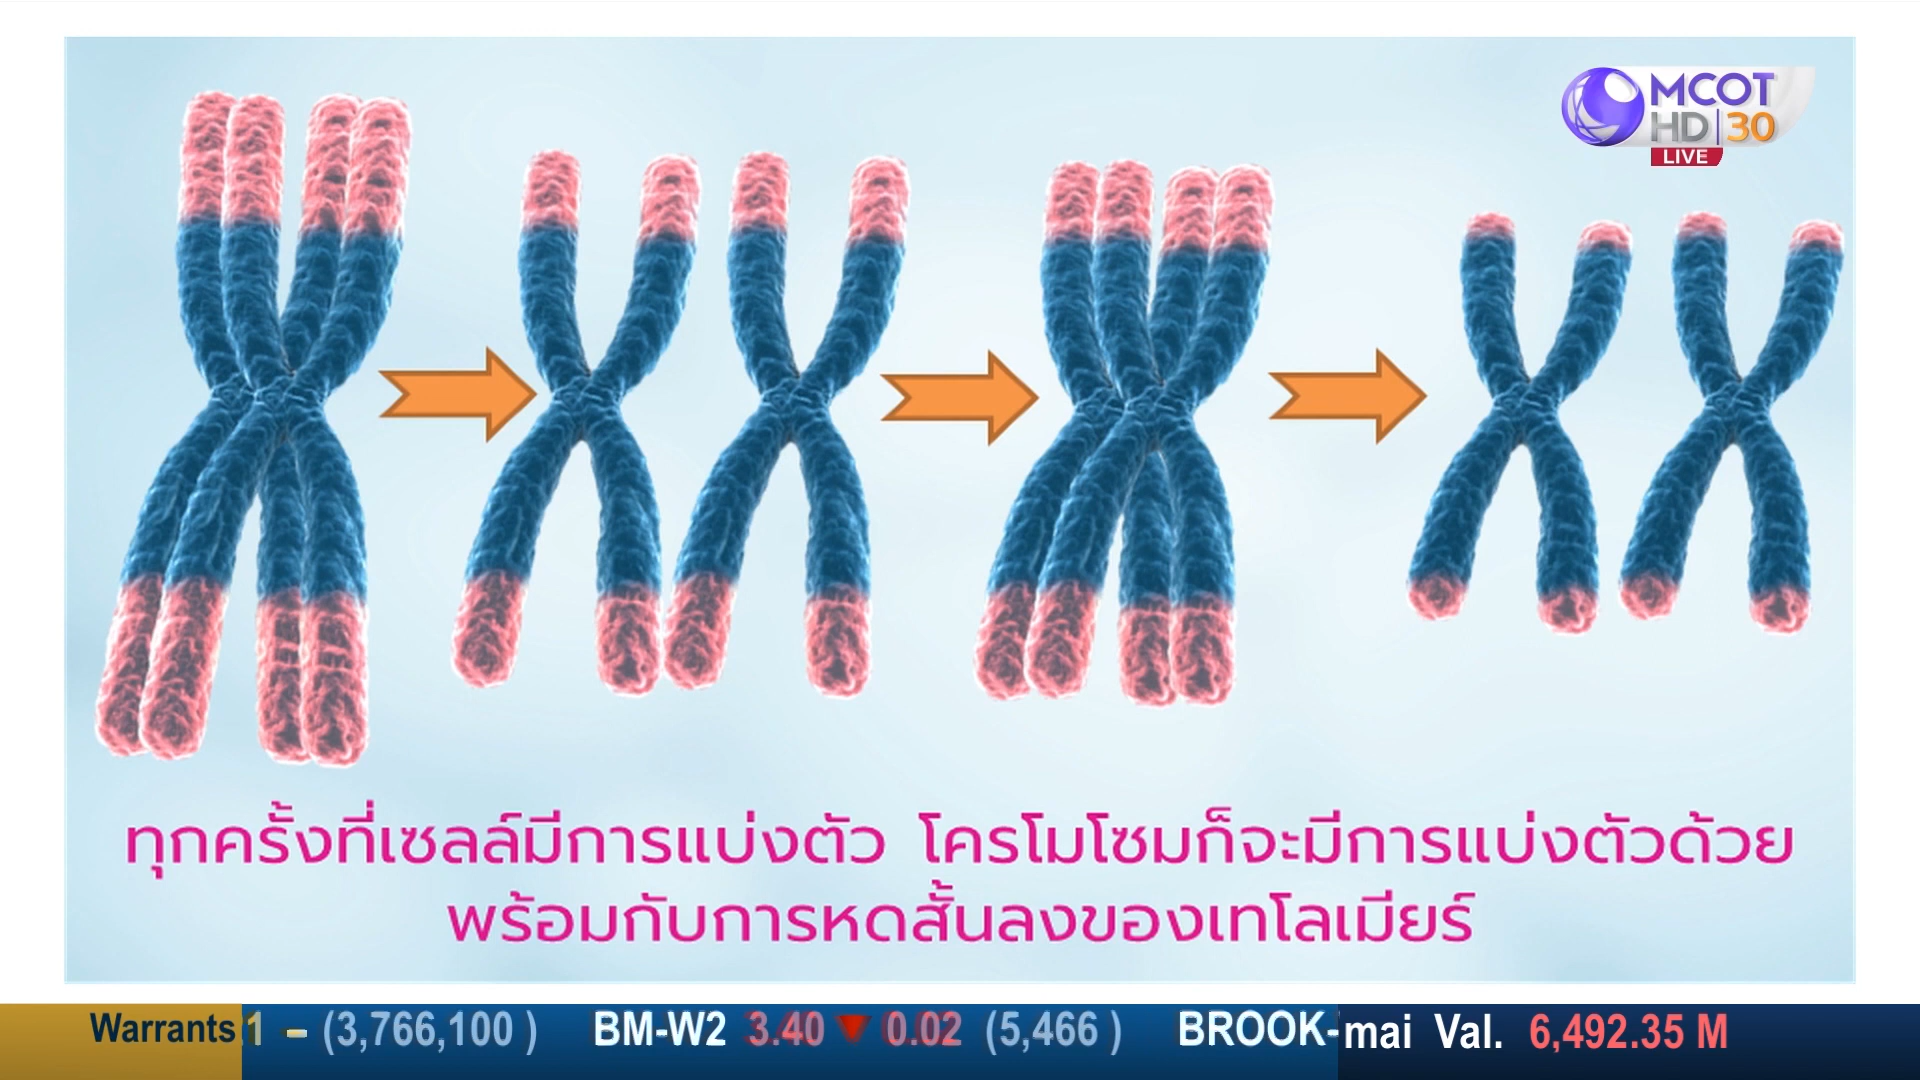 MCOT
HD 30
LIVE
ทุกครั้งที่เซลล์มีการแบ่งตัว โครโมโซมก็จะมีการแบ่งตัวด้วย
พร้อมกับการหดสั้นลงของเทโลเมียร์
Warrants 1 – (3,766,100 ) BM-W2 3.40 ▼ 0.02 (5,466 ) BROOK- mai Val. 6,492.35 M